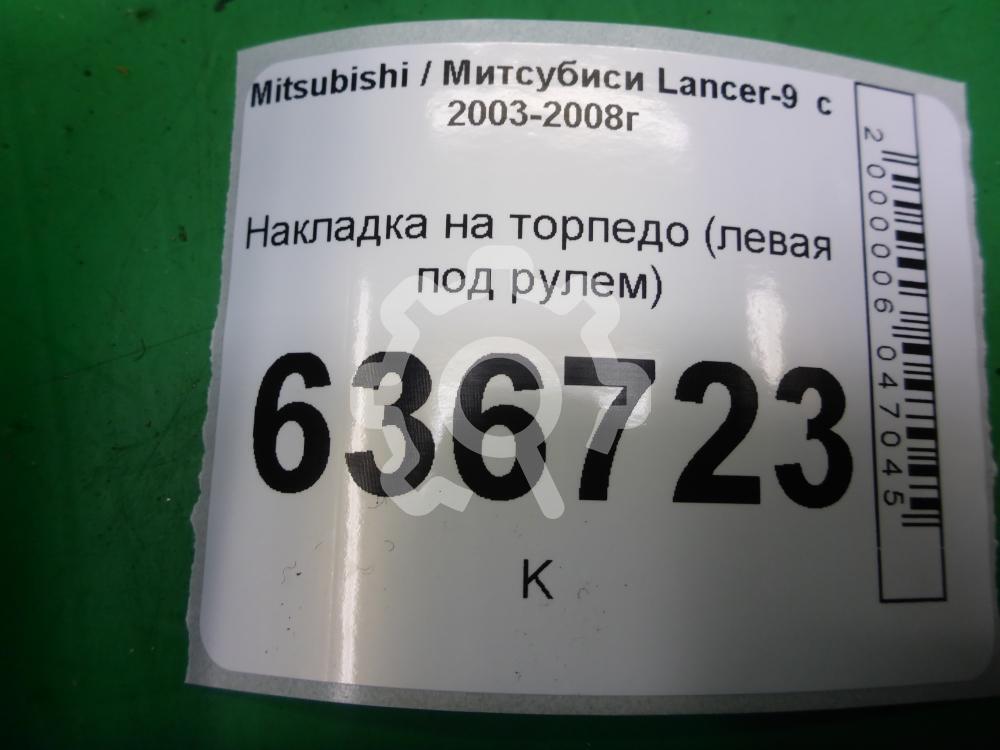 Mitsubishi / Митсубиси Lancer-9 с
2003-2008г
Накладка на торпедо (левая
под рулем)
636723
К
2000006047045